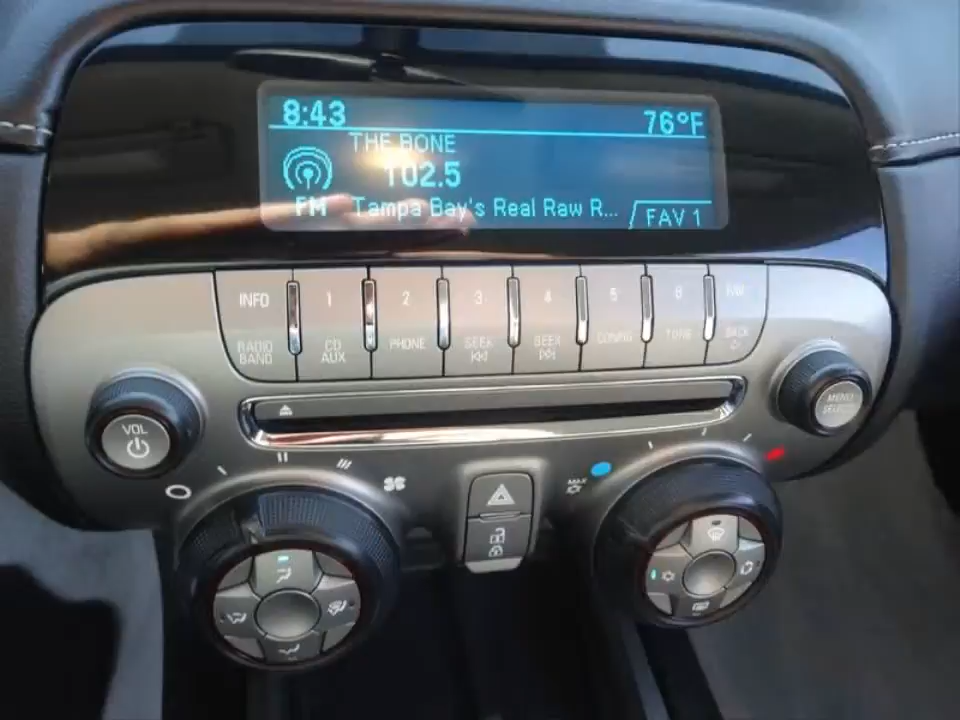 8:43 76°F
THE BONE
102.5
FM Tampa Bay's Real Raw R...
FAV 1
INFO 1 2 3 4 5 6 FAV
RADIO BAND CD AUX PHONE SEEK SEEK CONFIG TONE BACK
MENU SELECT
VOL
MAX